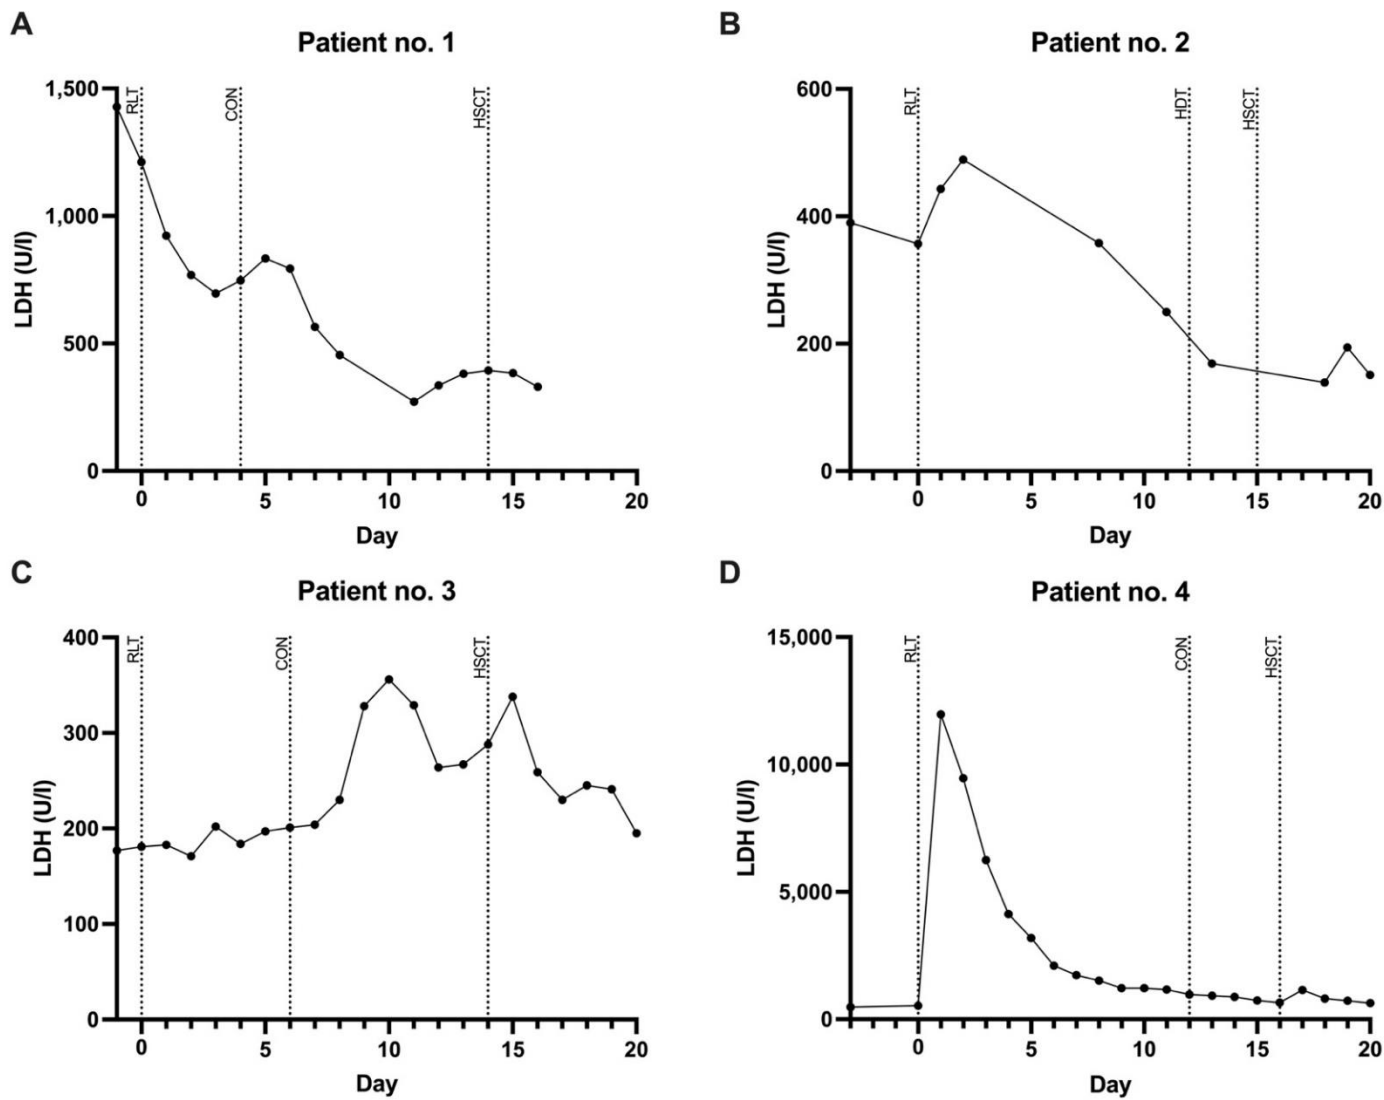 A
Patient no. 1
1,500
1,000
500
0
LDH (U/l)
RLT
CON
HSCT
0 5 10 15 20
Day
B
Patient no. 2
600
400
200
0
LDH (U/l)
RLT
HDT
HSCT
0 5 10 15 20
Day
C
Patient no. 3
400
300
200
100
0
LDH (U/l)
RLT
CON
HSCT
0 5 10 15 20
Day
D
Patient no. 4
15,000
10,000
5,000
0
LDH (U/l)
RLT
CON
HSCT
0 5 10 15 20
Day